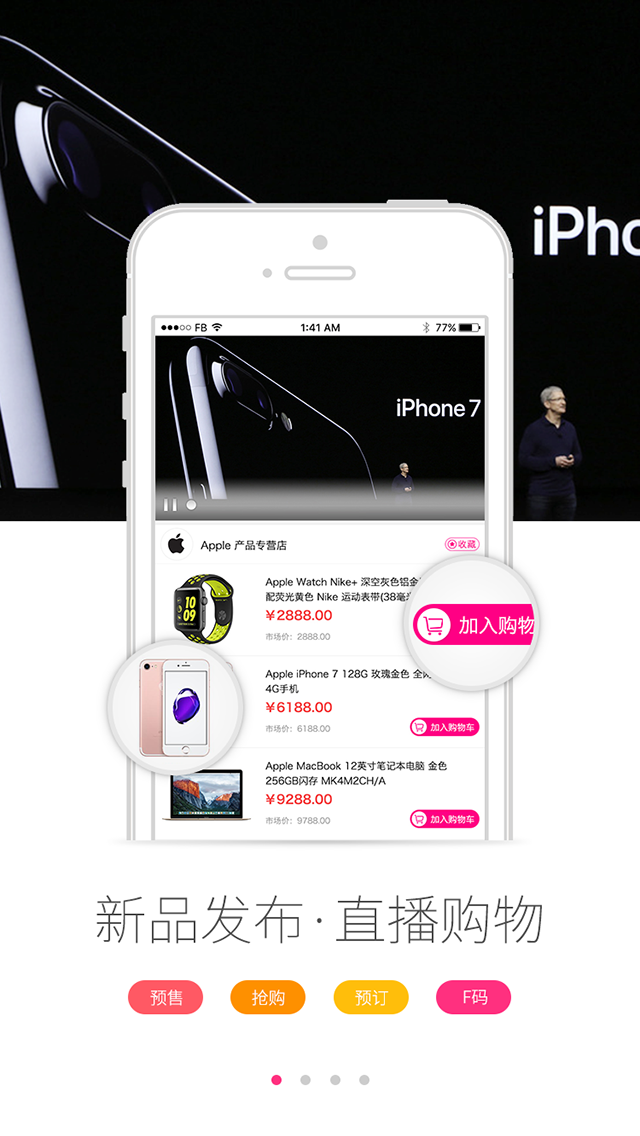 iPho
●●●○○ FB 1:41 AM 77%
iPhone 7
Apple 产品专营店
收藏
Apple Watch Nike+ 深空灰色铝金
配荧光黄色 Nike 运动表带(38毫米
¥2888.00
市场价: 2888.00
10
09
加入购物
Apple iPhone 7 128G 玫瑰金色 全
4G手机
¥6188.00
市场价: 6188.00
加入购物车
Apple MacBook 12英寸笔记本电脑 金色
256GB闪存 MK4M2CH/A
¥9288.00
市场价: 9788.00
加入购物车
新品发布·直播购物
预售 抢购 预订 F码